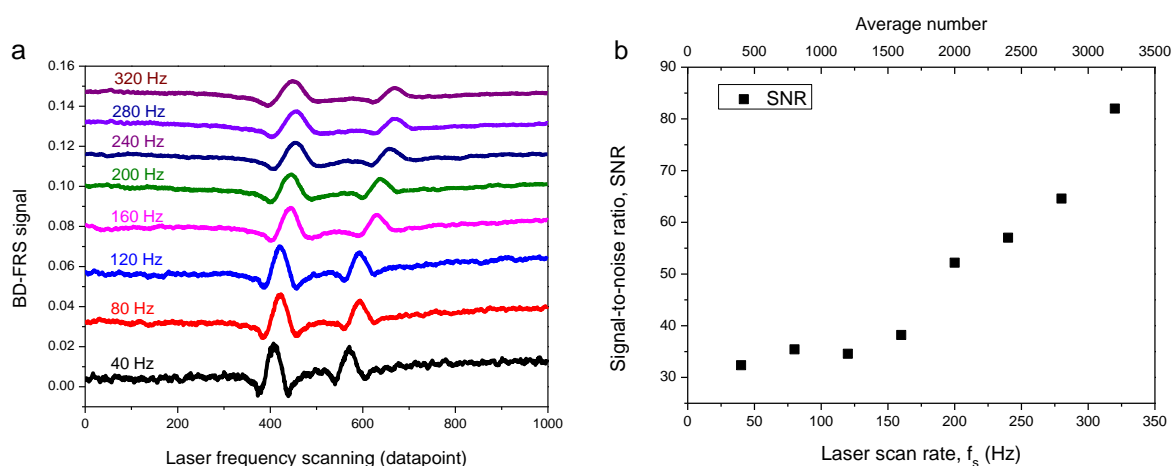 a
0.16
0.14
0.12
0.10
0.08
0.06
0.04
0.02
0.00
BD-FRS signal
320 Hz
280 Hz
240 Hz
200 Hz
160 Hz
120 Hz
80 Hz
40 Hz
0 200 400 600 800 1000
Laser frequency scanning (datapoint)
b
Average number
0 500 1000 1500 2000 2500 3000 3500
90
80
70
60
50
40
30
Signal-to-noise ratio, SNR
SNR
0 50 100 150 200 250 300 350
Laser scan rate, fs (Hz)